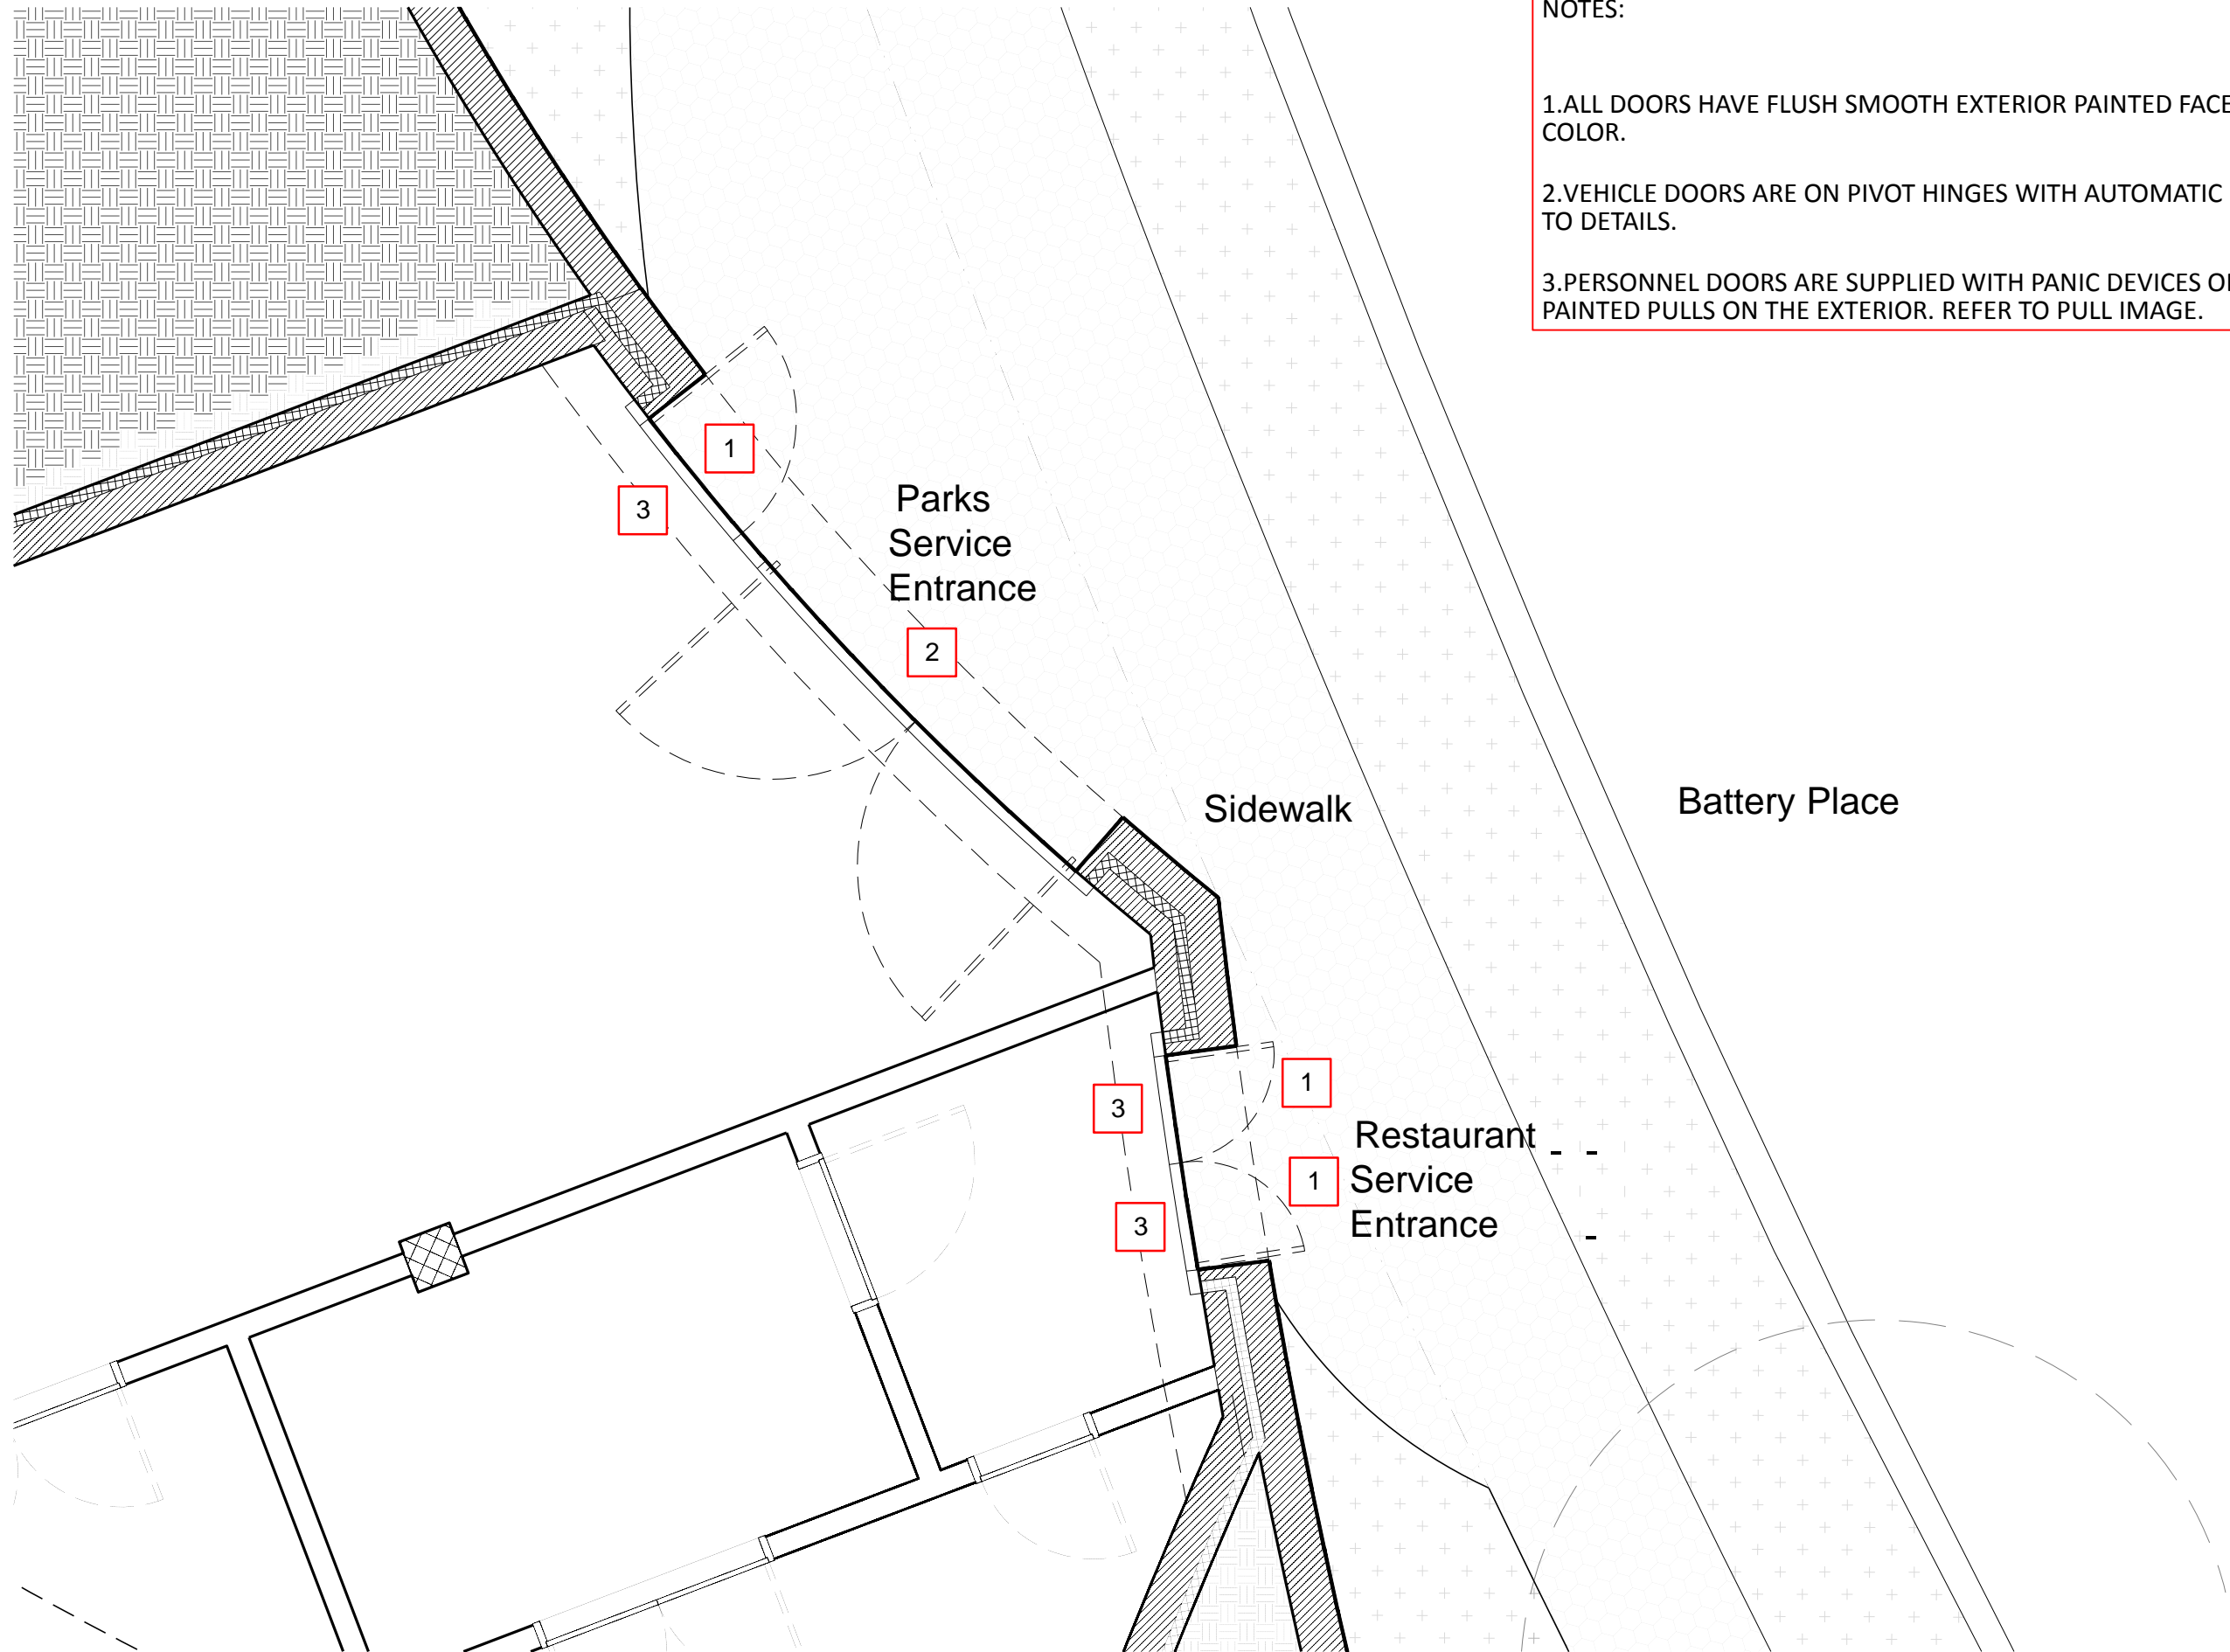 NOTES:
1.ALL DOORS HAVE FLUSH SMOOTH EXTERIOR PAINTED FACE
COLOR.
2.VEHICLE DOORS ARE ON PIVOT HINGES WITH AUTOMATIC
TO DETAILS.
3.PERSONNEL DOORS ARE SUPPLIED WITH PANIC DEVICES
PAINTED PULLS ON THE EXTERIOR. REFER TO PULL IMAGE.
1
3
Parks
Service
Entrance
2
Sidewalk
Battery Place
1
3
Restaurant
1
Service
3
Entrance